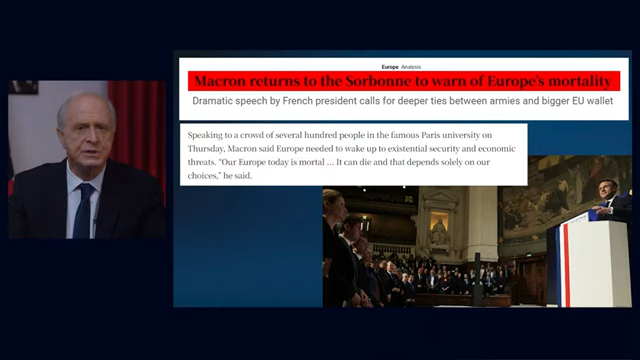 Europe Analysis
Macron returns to the Sorbonne to warn of Europe's mortality
Dramatic speech by French president calls for deeper ties between armies and bigger EU wallet
Speaking to a crowd of several hundred people in the famous Paris university on
Thursday, Macron said Europe needed to wake up to existential security and economic
threats. “Our Europe today is mortal ... It can die and that depends solely on our
choices,” he said.